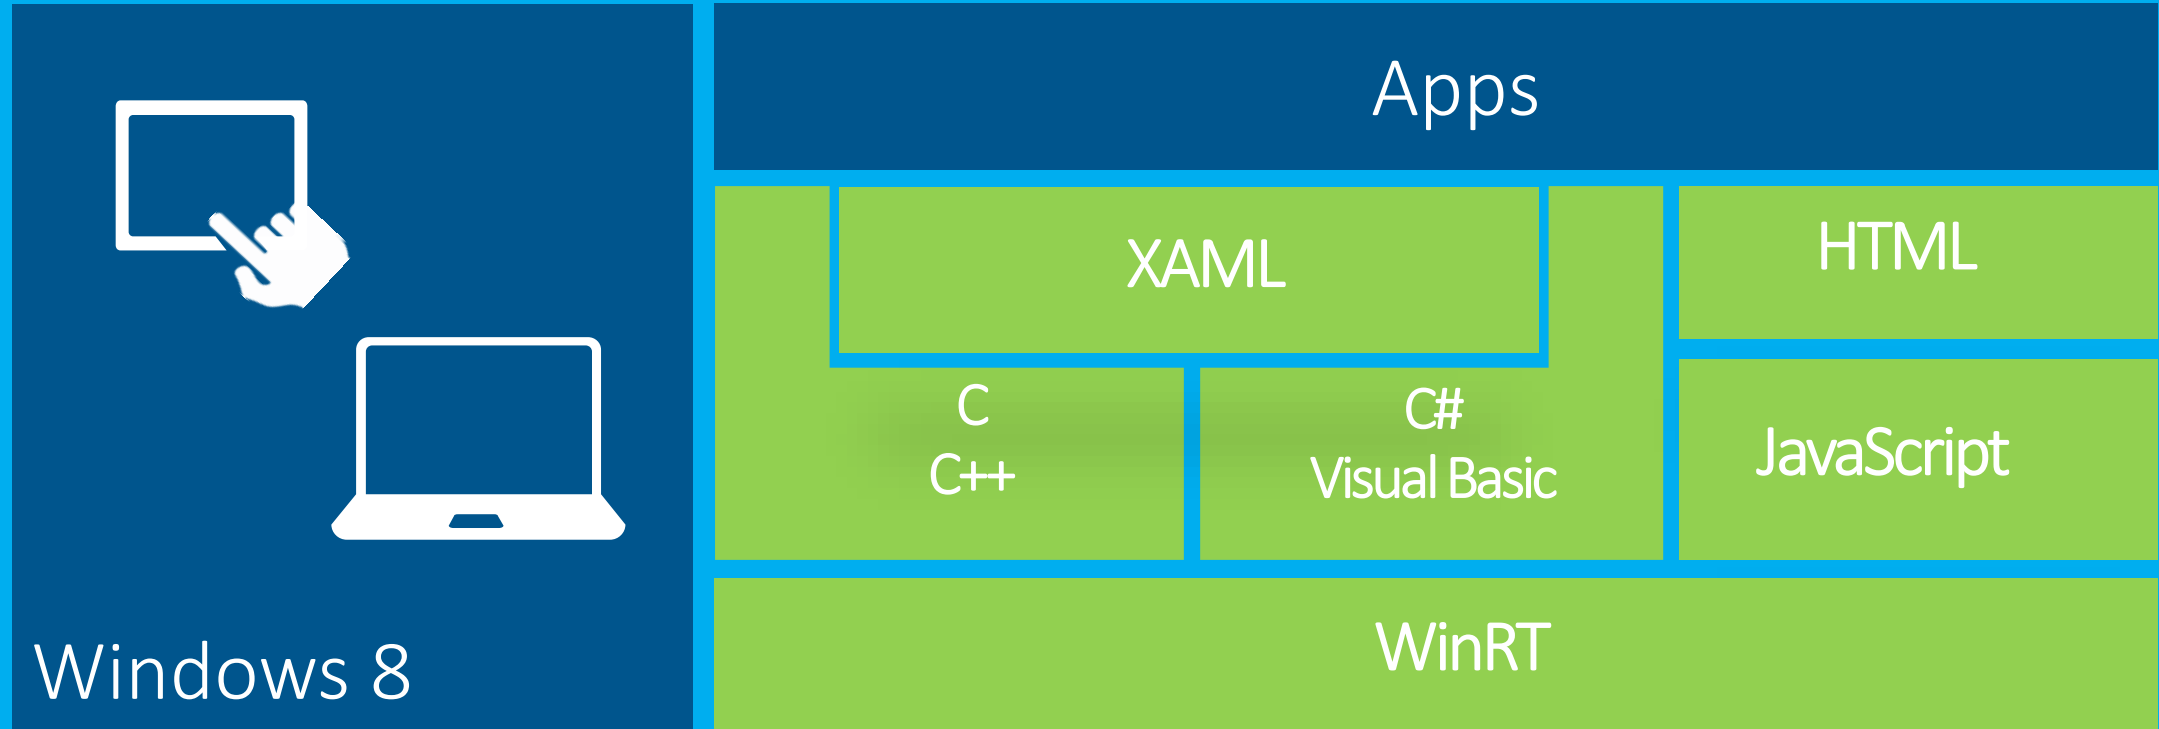 Windows 8
Apps
XAML
HTML
C
C++
C#
Visual Basic
JavaScript
WinRT